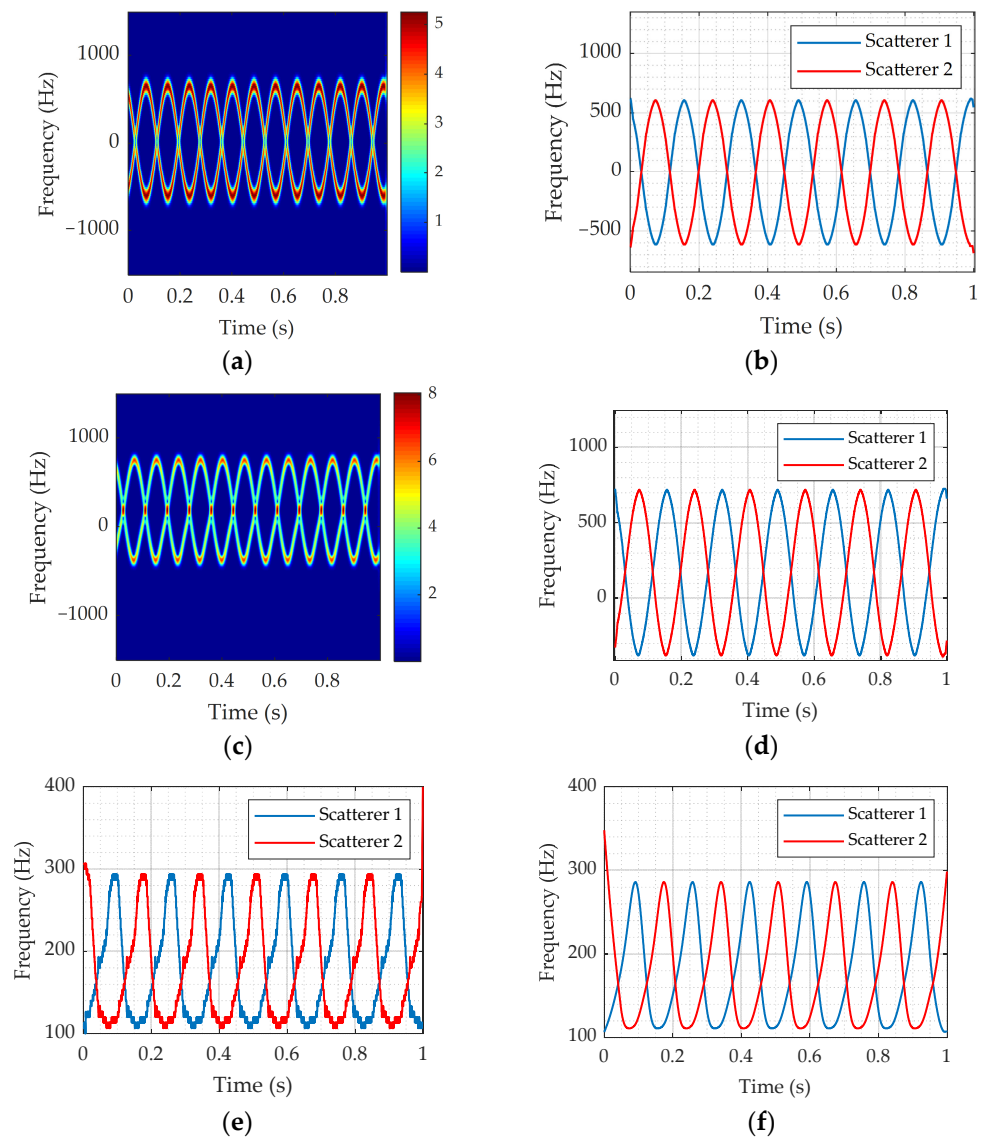 1000
0
−1000
Frequency (Hz)
0 0.2 0.4 0.6 0.8
Time (s)
5
4
3
2
1
(a)
1000
500
0
−500
Frequency (Hz)
Scatterer 1
Scatterer 2
0 0.2 0.4 0.6 0.8 1
Time (s)
(b)
1000
0
−1000
Frequency (Hz)
0 0.2 0.4 0.6 0.8
Time (s)
8
6
4
2
(c)
1000
500
0
Frequency (Hz)
Scatterer 1
Scatterer 2
0 0.2 0.4 0.6 0.8 1
Time (s)
(d)
400
300
200
100
Frequency (Hz)
Scatterer 1
Scatterer 2
0 0.2 0.4 0.6 0.8 1
Time (s)
(e)
400
300
200
100
Frequency (Hz)
Scatterer 1
Scatterer 2
0 0.2 0.4 0.6 0.8 1
Time (s)
(f)